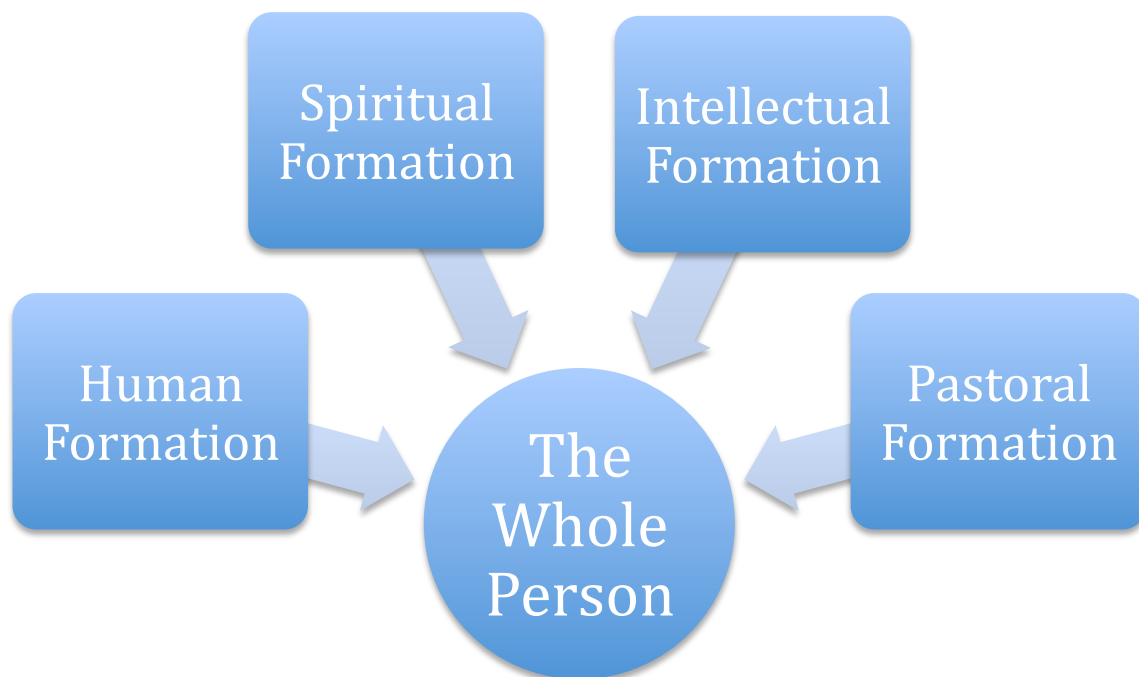 Spiritual
Formation
Intellectual
Formation
Human
Formation
Pastoral
Formation
The
Whole
Person